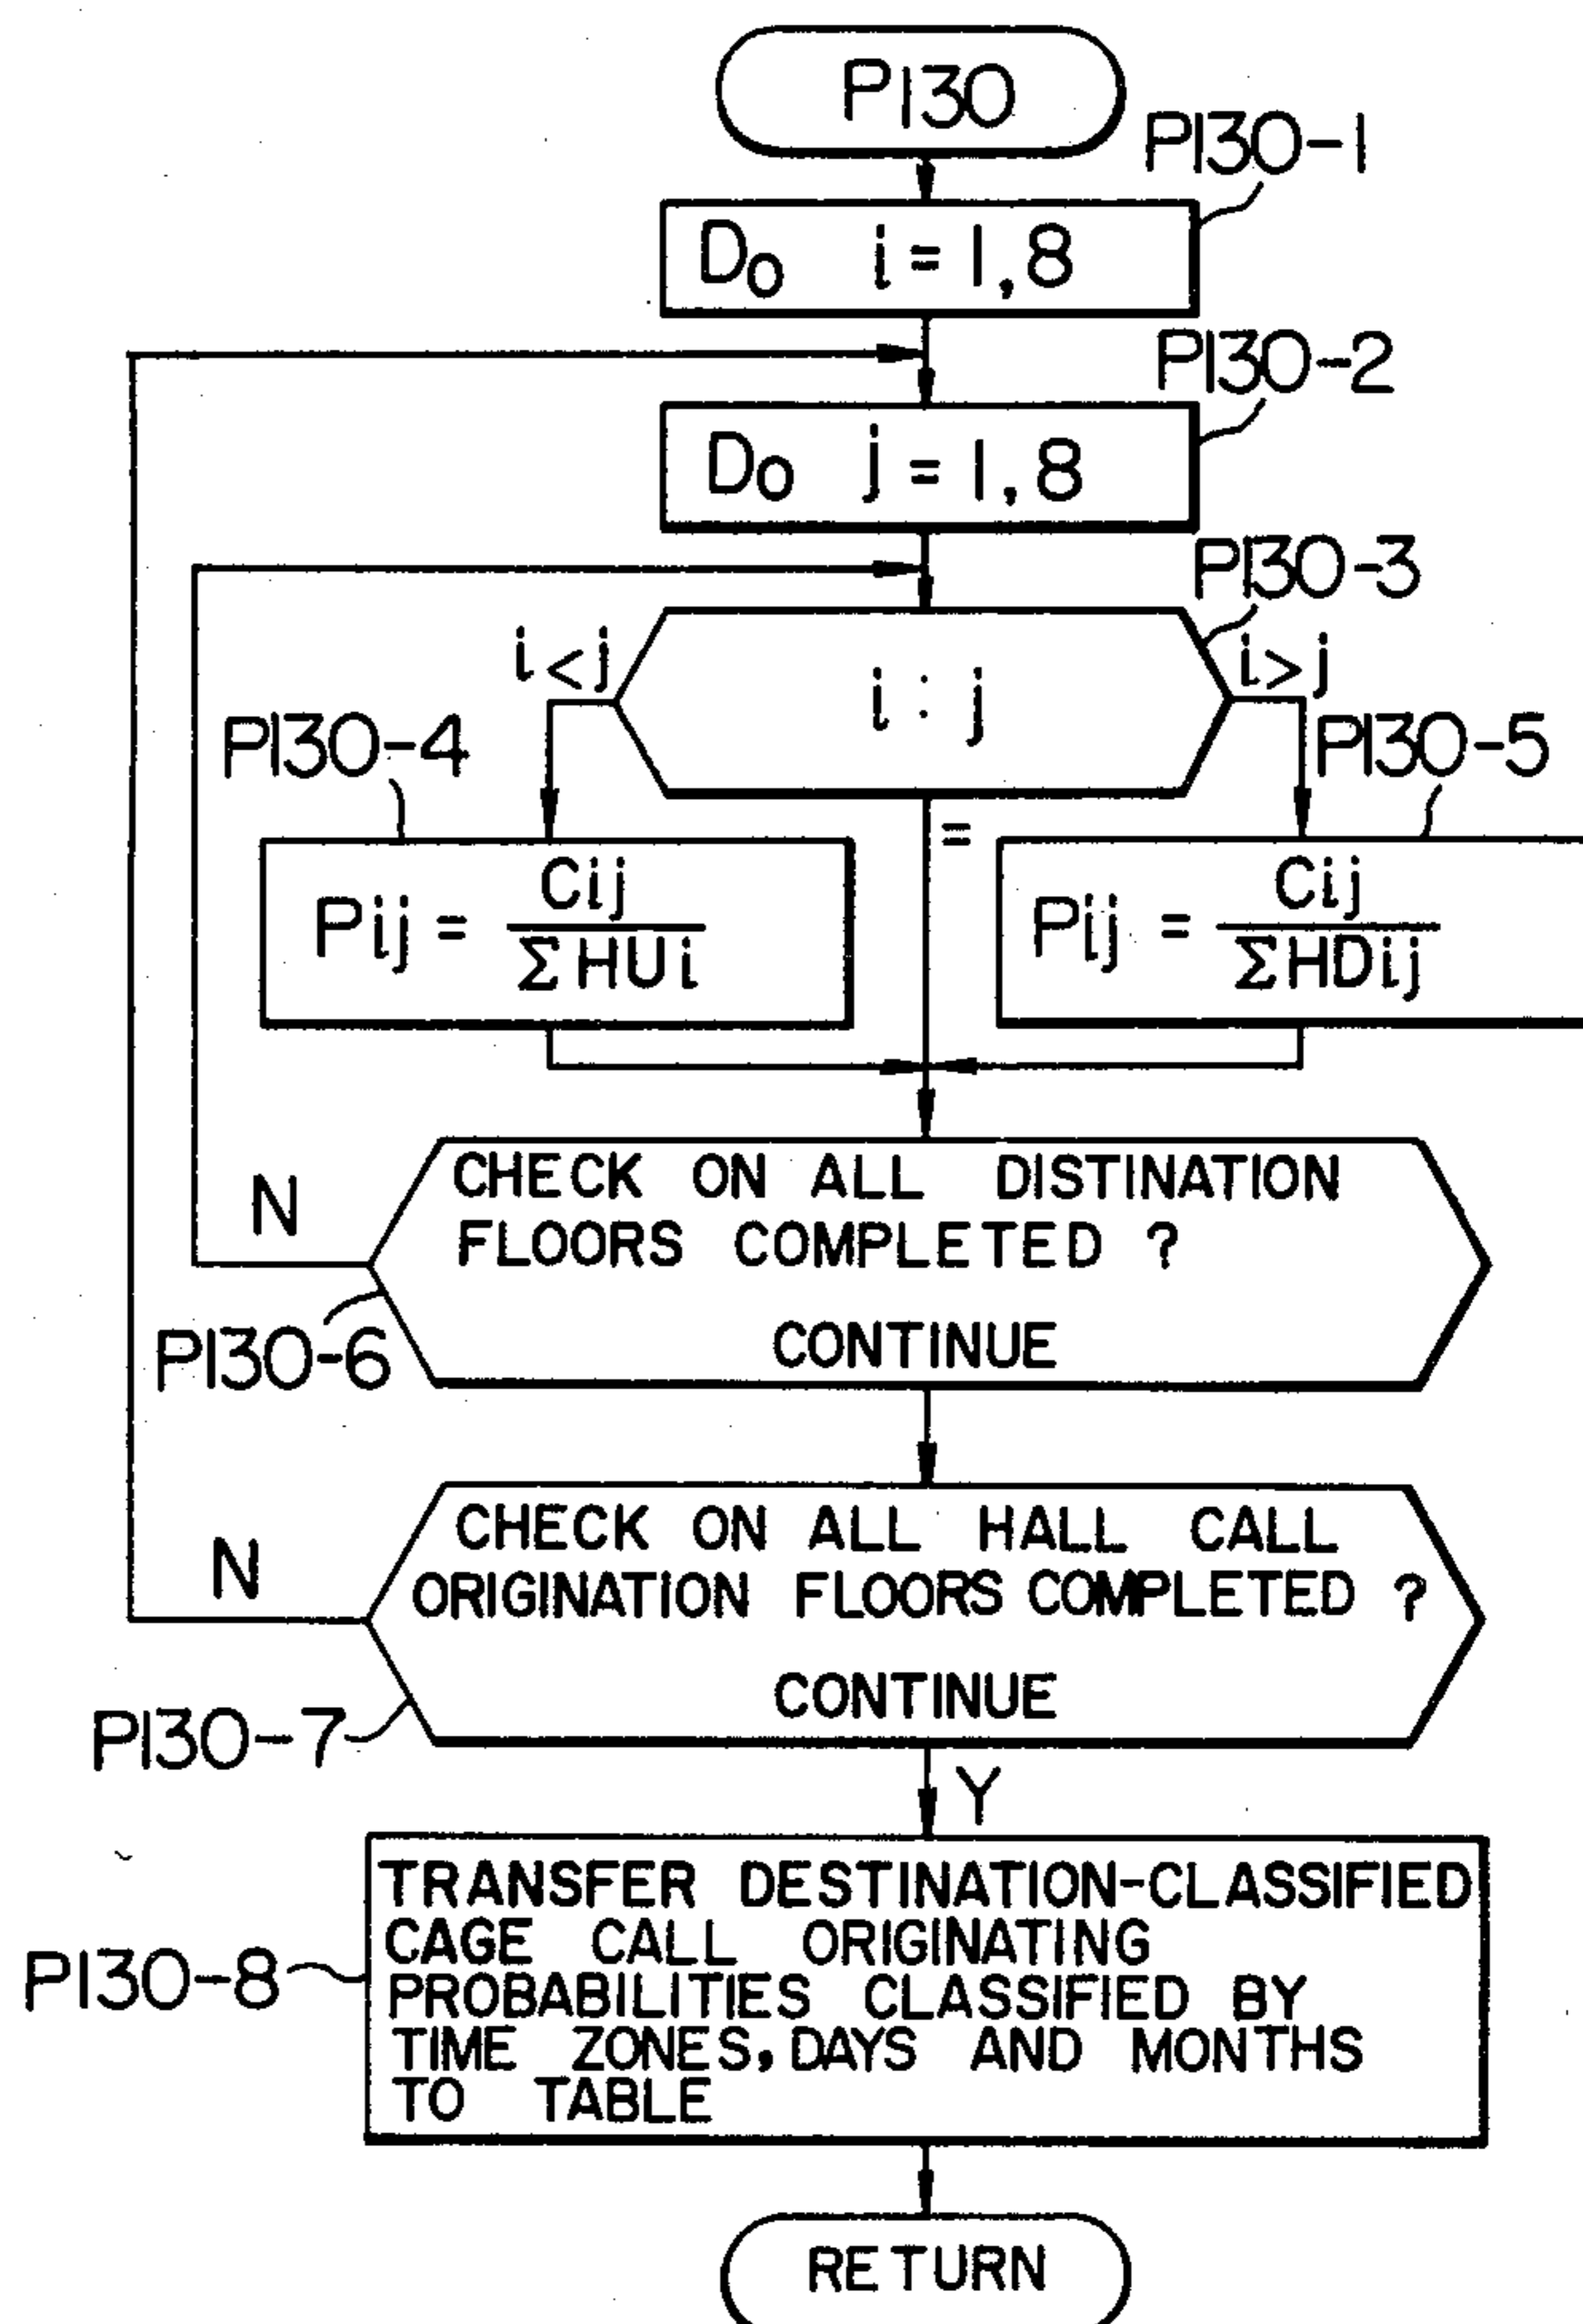 P130
P130-1
Do i = 1, 8
P130-2
Do j = 1, 8
P130-3
i<j
i : j
i>j
P130-4
P130-5
=
Pij = Cij / ΣHUi
Pij = Cij / ΣHDij
CHECK ON ALL DISTINATION
FLOORS COMPLETED ?
N
CONTINUE
P130-6
CHECK ON ALL HALL CALL
ORIGINATION FLOORS COMPLETED ?
N
CONTINUE
P130-7
Y
TRANSFER DESTINATION-CLASSIFIED
CAGE CALL ORIGINATING
P130-8
PROBABILITIES CLASSIFIED BY
TIME ZONES, DAYS AND MONTHS
TO TABLE
RETURN